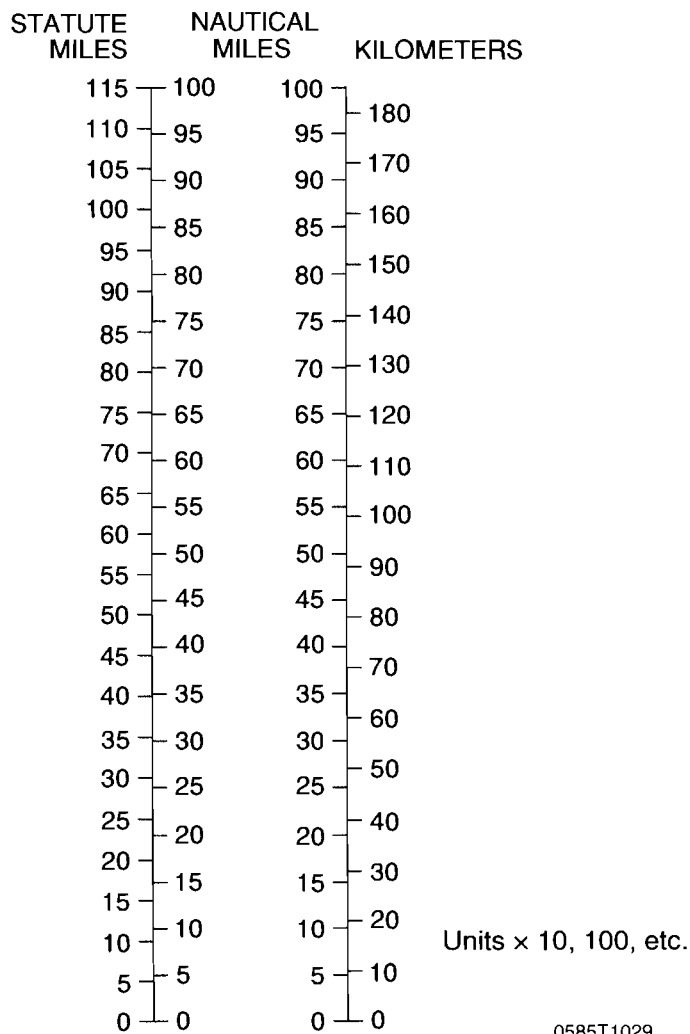 STATUTE MILES
NAUTICAL MILES
KILOMETERS
115 100 100
180
110 95 95
105 90 90 170
100 85 85 160
95 80 80 150
90
85 75 75 140
80 70 70 130
75 65 65 120
70 60 60 110
65 55 55 100
60
55 50 50 90
50 45 45 80
45 40 40 70
40 35 35 60
35 30 30
30 25 25 50
25 20 20 40
20 15 15 30
15
10 10 10 20 Units × 10, 100, etc.
5 5 5 10
0 0 0 0
0585T1029